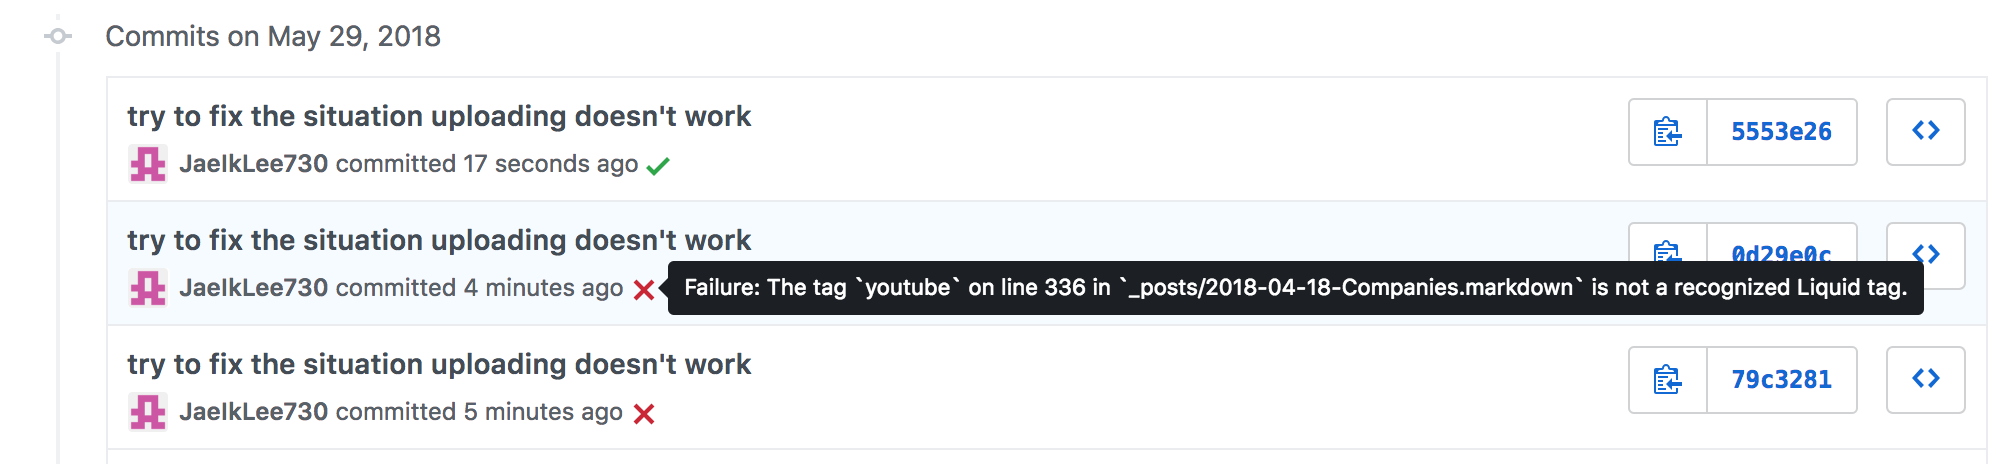 Commits on May 29, 2018
try to fix the situation uploading doesn't work
5553e26
JaeIkLee730 committed 17 seconds ago
try to fix the situation uploading doesn't work
0d29e0c
JaeIkLee730 committed 4 minutes ago
Failure: The tag `youtube` on line 336 in `_posts/2018-04-18-Companies.markdown` is not a recognized Liquid tag.
try to fix the situation uploading doesn't work
79c3281
JaeIkLee730 committed 5 minutes ago